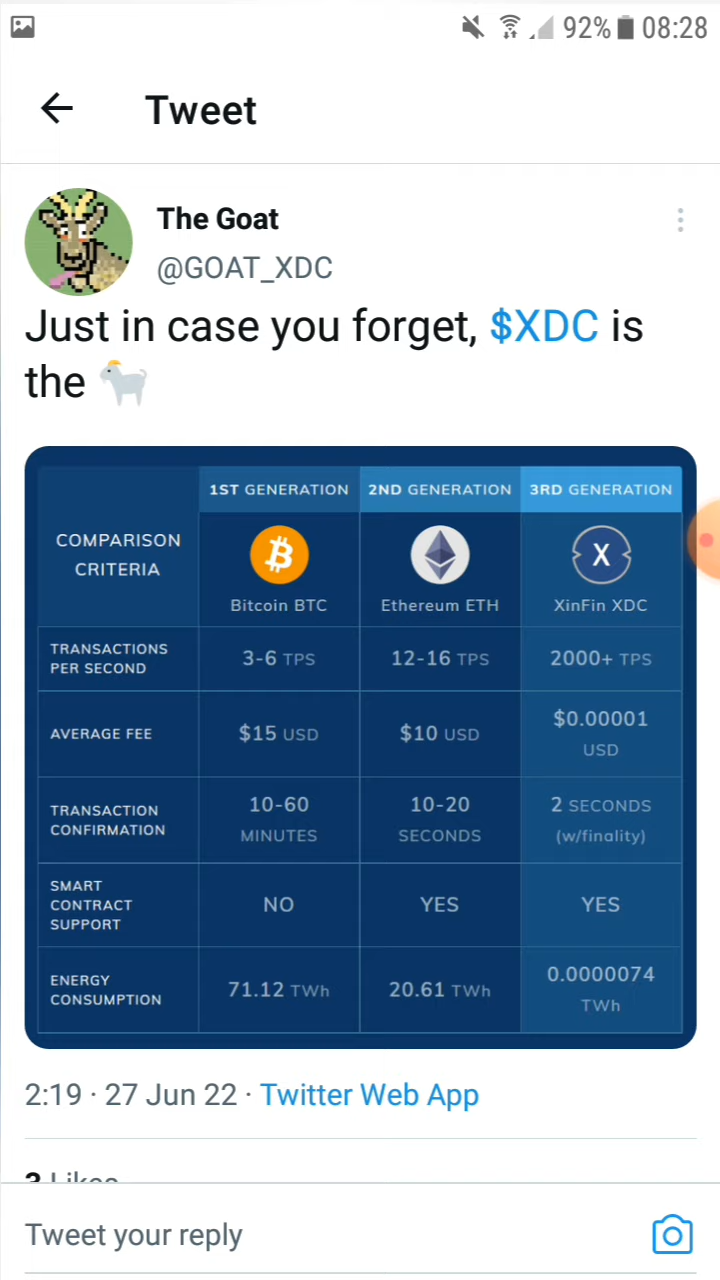 92% 08:28
Tweet
The Goat
@GOAT_XDC
Just in case you forget, $XDC is
the 🐐
COMPARISON
CRITERIA
1ST GENERATION 2ND GENERATION 3RD GENERATION
Bitcoin BTC Ethereum ETH XinFin XDC
TRANSACTIONS
PER SECOND
3-6 TPS 12-16 TPS 2000+ TPS
AVERAGE FEE
$15 USD $10 USD $0.00001
USD
TRANSACTION
CONFIRMATION
10-60
MINUTES
10-20
SECONDS
2 SECONDS
(w/finality)
SMART
CONTRACT
SUPPORT
NO YES YES
ENERGY
CONSUMPTION
71.12 TWh 20.61 TWh 0.0000074
TWh
2:19 · 27 Jun 22 · Twitter Web App
3 Likes
Tweet your reply